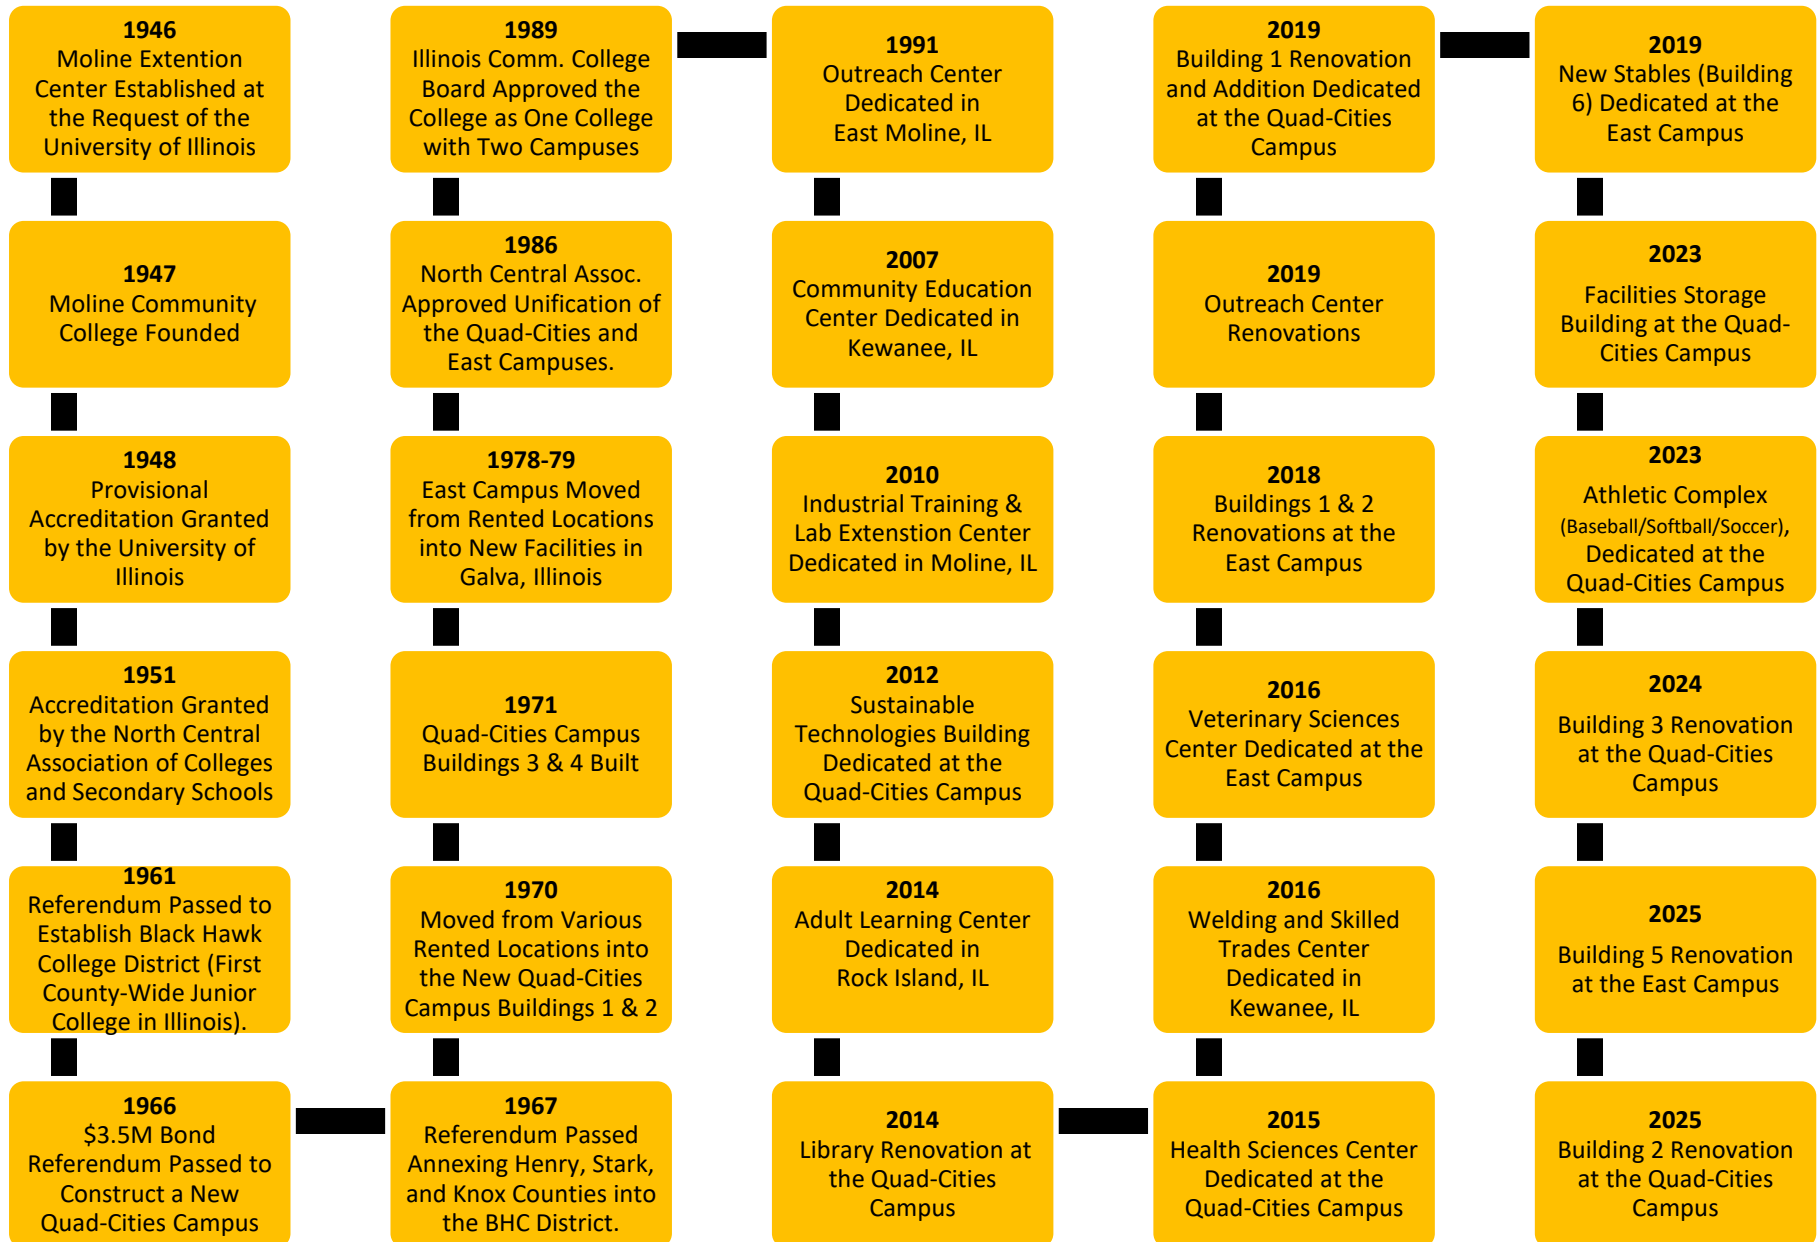 1946
Moline Extention
Center Established at
the Request of the
University of Illinois
1947
Moline Community
College Founded
1948
Provisional
Accreditation Granted
by the University of
Illinois
1951
Accreditation Granted
by the North Central
Association of Colleges
and Secondary Schools
1961
Referendum Passed to
Establish Black Hawk
College District (First
County-Wide Junior
College in Illinois).
1966
$3.5M Bond
Referendum Passed to
Construct a New
Quad-Cities Campus
1967
Referendum Passed
Annexing Henry, Stark,
and Knox Counties into
the BHC District.
1970
Moved from Various
Rented Locations into
the New Quad-Cities
Campus Buildings 1 & 2
1971
Quad-Cities Campus
Buildings 3 & 4 Built
1978-79
East Campus Moved
from Rented Locations
into New Facilities in
Galva, Illinois
1986
North Central Assoc.
Approved Unification of
the Quad-Cities and
East Campuses.
1989
Illinois Comm. College
Board Approved the
College as One College
with Two Campuses
1991
Outreach Center
Dedicated in
East Moline, IL
2007
Community Education
Center Dedicated in
Kewanee, IL
2010
Industrial Training &
Lab Extenstion Center
Dedicated in Moline, IL
2012
Sustainable
Technologies Building
Dedicated at the
Quad-Cities Campus
2014
Adult Learning Center
Dedicated in
Rock Island, IL
2014
Library Renovation at
the Quad-Cities
Campus
2015
Health Sciences Center
Dedicated at the
Quad-Cities Campus
2016
Welding and Skilled
Trades Center
Dedicated in
Kewanee, IL
2016
Veterinary Sciences
Center Dedicated at the
East Campus
2018
Buildings 1 & 2
Renovations at the
East Campus
2019
Outreach Center
Renovations
2019
Building 1 Renovation
and Addition Dedicated
at the Quad-Cities
Campus
2019
New Stables (Building
6) Dedicated at the
East Campus
2023
Facilities Storage
Building at the Quad-
Cities Campus
2023
Athletic Complex
(Baseball/Softball/Soccer),
Dedicated at the
Quad-Cities Campus
2024
Building 3 Renovation
at the Quad-Cities
Campus
2025
Building 5 Renovation
at the East Campus
2025
Building 2 Renovation
at the Quad-Cities
Campus